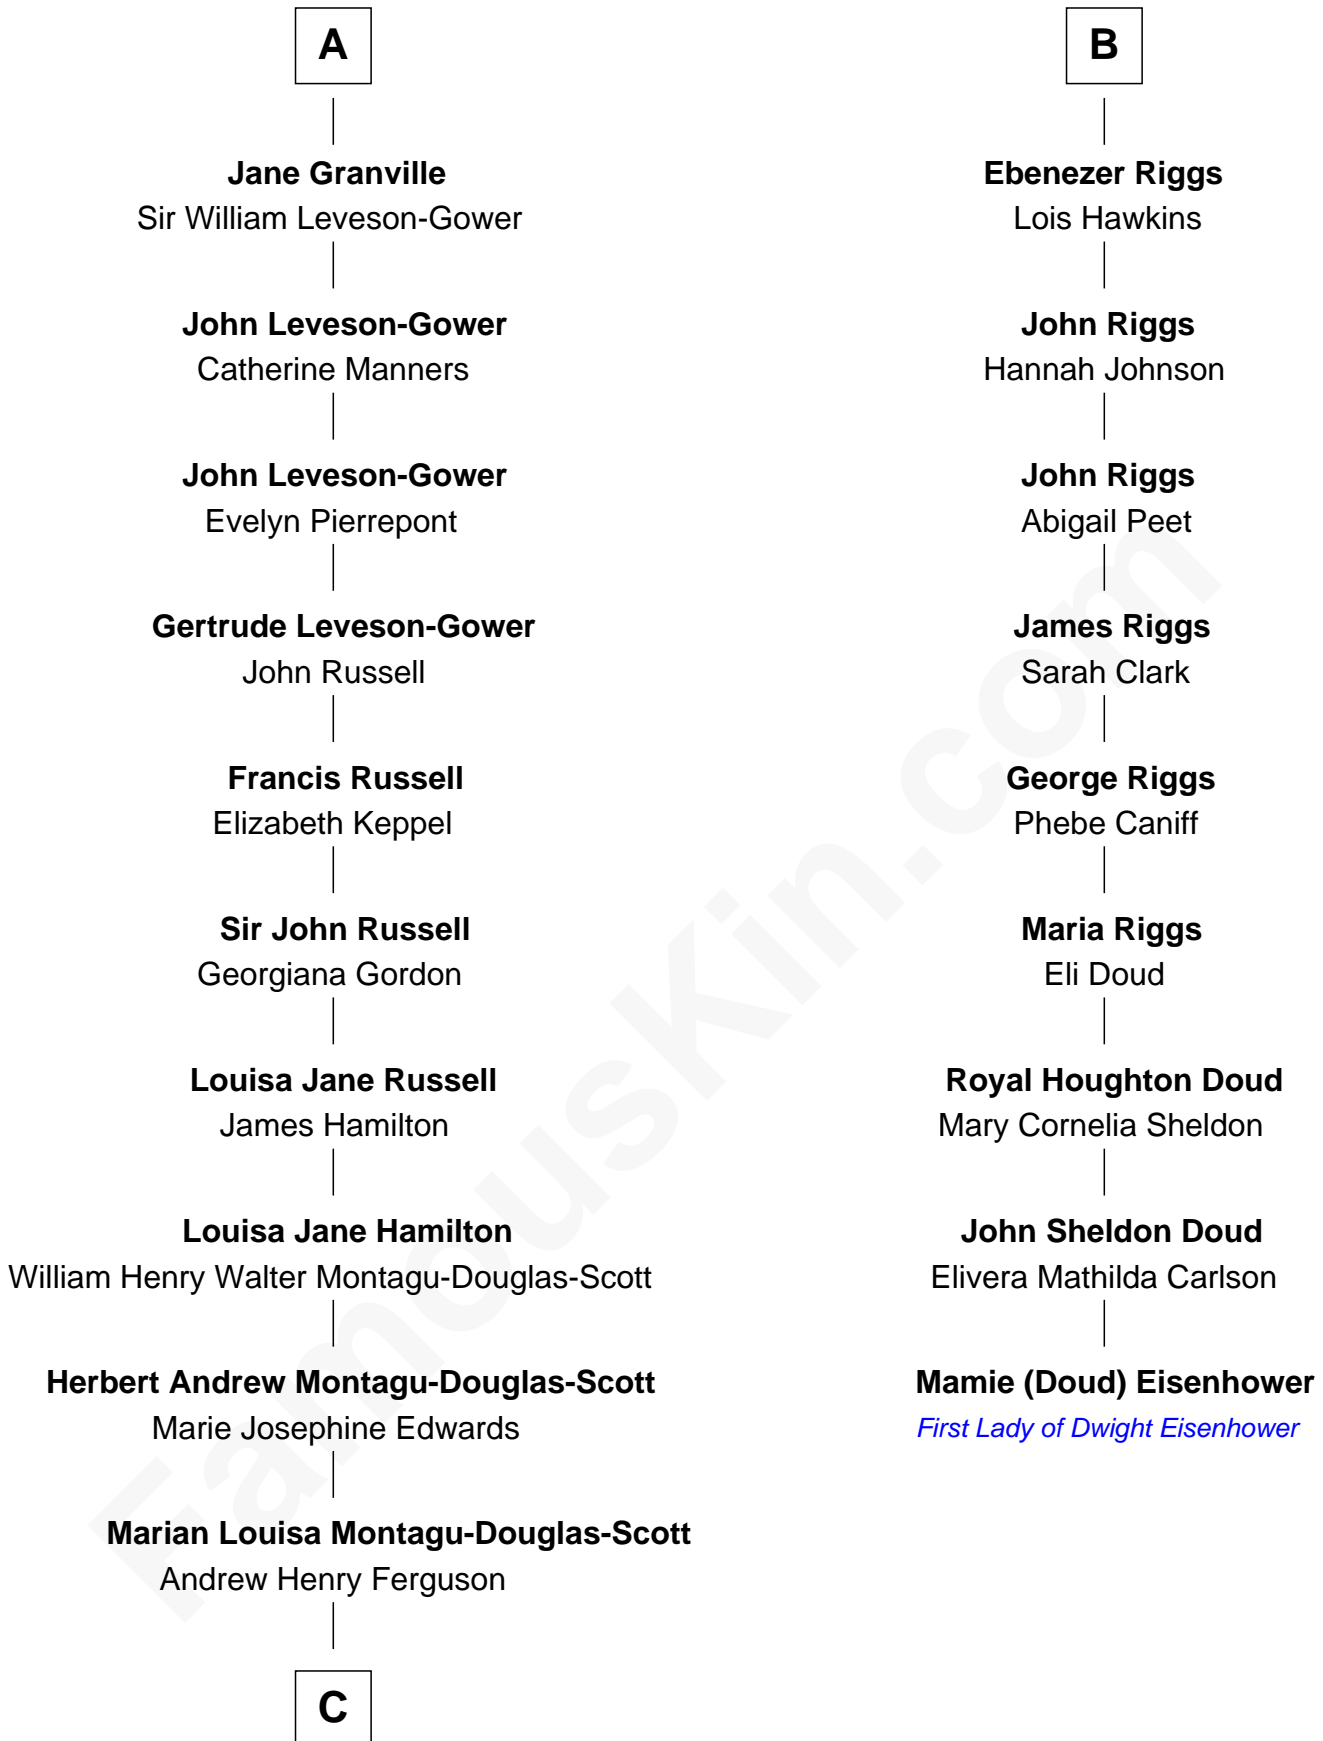 A
Jane Granville
Sir William Leveson-Gower
John Leveson-Gower
Catherine Manners
John Leveson-Gower
Evelyn Pierrepont
Gertrude Leveson-Gower
John Russell
Francis Russell
Elizabeth Keppel
Sir John Russell
Georgiana Gordon
Louisa Jane Russell
James Hamilton
Louisa Jane Hamilton
William Henry Walter Montagu-Douglas-Scott
Herbert Andrew Montagu-Douglas-Scott
Marie Josephine Edwards
Marian Louisa Montagu-Douglas-Scott
Andrew Henry Ferguson
C
B
Ebenezer Riggs
Lois Hawkins
John Riggs
Hannah Johnson
John Riggs
Abigail Peet
James Riggs
Sarah Clark
George Riggs
Phebe Caniff
Maria Riggs
Eli Doud
Royal Houghton Doud
Mary Cornelia Sheldon
John Sheldon Doud
Elivera Mathilda Carlson
Mamie (Doud) Eisenhower
First Lady of Dwight Eisenhower
FamousKin.com